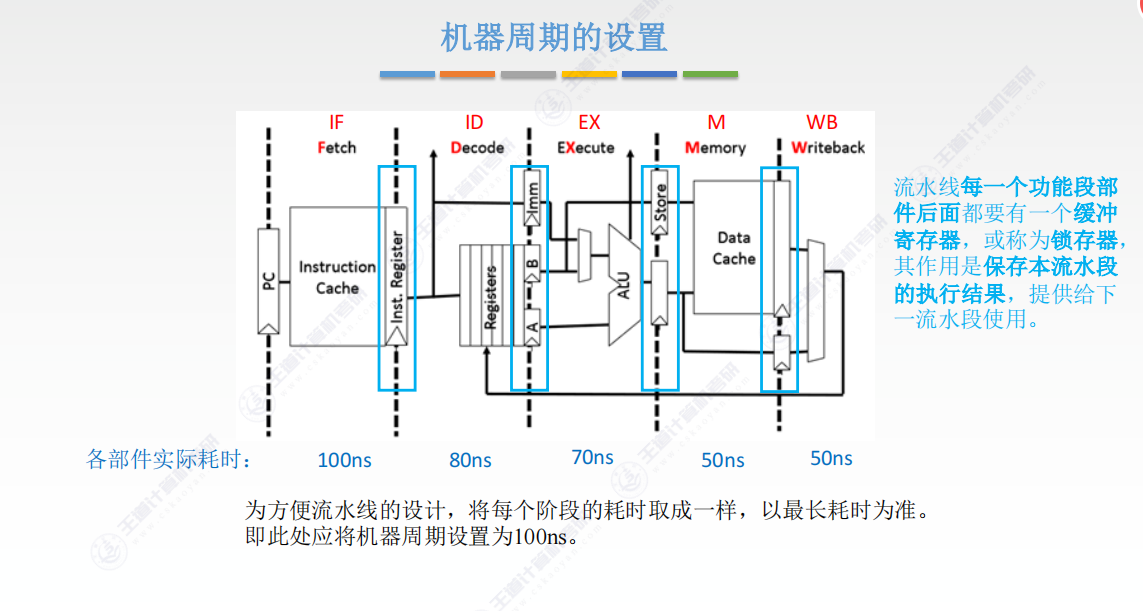 机器周期的设置
IF
ID
EX
M
WB
Fetch
Decode
EXecute
Memory
Writeback
PC
Instruction
Cache
Inst. Register
Registers
Imm
B
A
ALU
Store
Data
Cache
流水线每一个功能段部
件后面都要有一个缓冲
寄存器，或称为锁存器，
其作用是保存本流水段
的执行结果，提供给下
一流水段使用。
各部件实际耗时：
100ns
80ns
70ns
50ns
50ns
为方便流水线的设计，将每个阶段的耗时取成一样，以最长耗时为准。
即此处应将机器周期设置为100ns。
王道计算机考研